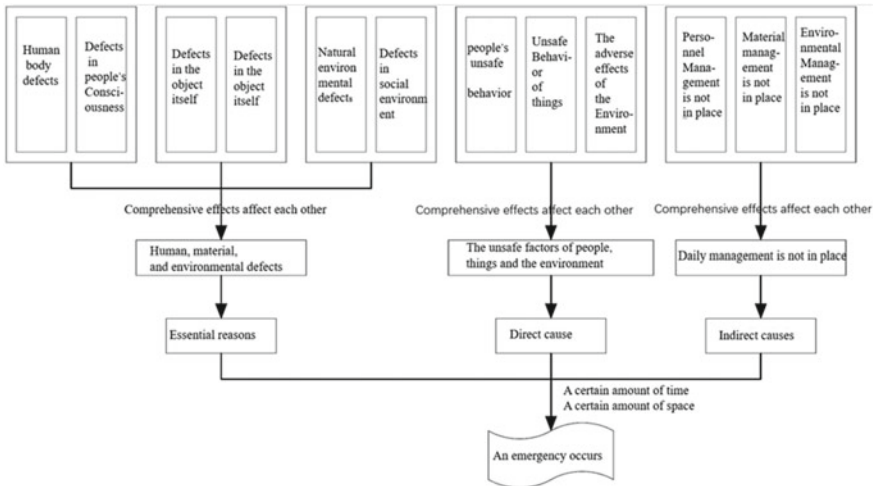 Human
body
defects
Defects
in
people's
Consci-
ousness
Defects
in the
object
itself
Defects
in the
object
itself
Natural
environ
mental
defects
Defects
in
social
environm
ent
people's
unsafe
behavior
Unsafe
Behavi-
or
of
things
The
adverse
effects
of
the
Enviro-
nment
Perso-
nnel
Mana-
gement
is not
in place
Material
manag-
ement
is not
in place
Enviro-
nmental
Manag-
ement
is not
in place
Comprehensive effects affect each other
Comprehensive effects affect each other
Comprehensive effects affect each other
Human, material,
and environmental defects
The unsafe factors of people,
things and the environment
Daily management is not in place
Essential reasons
Direct cause
Indirect causes
A certain amount of time
A certain amount of space
An emergency occurs